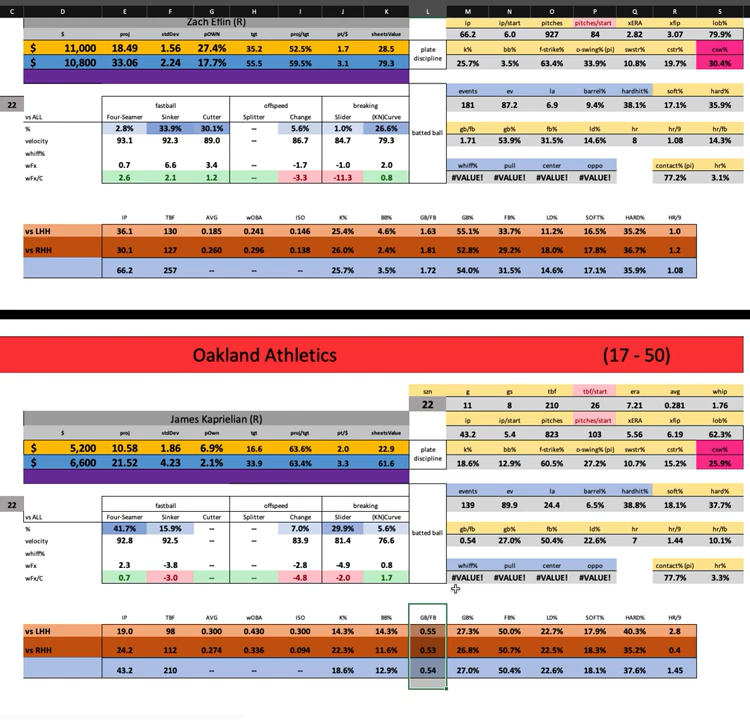 C D E F G H I J K L M N O P Q R S
Zach Eflin (R)
$ proj stdDev pOWN tgt proj/tgt pt/$ sheetsValue
$ 11,000 18.49 1.56 27.4% 35.2 52.5% 1.7 28.5
$ 10,800 33.06 2.24 17.7% 55.5 59.5% 3.1 79.3
plate discipline
ip ip/start pitches pitches/start xERA xfip lob%
66.2 6.0 927 84 2.82 3.07 79.9%
k% bb% f-strike% o-swing% (pi) swstr% cstr% csw%
25.7% 3.5% 63.4% 33.9% 10.8% 19.7% 30.4%
22
fastball offspeed breaking
vs ALL Four-Seamer Sinker Cutter Splitter Change Slider (KN)Curve
% 2.8% 33.9% 30.1% -- 5.6% 1.0% 26.6%
velocity 93.1 92.3 89.0 -- 86.7 84.7 79.3
whiff%
wFx 0.7 6.6 3.4 -- -1.7 -1.0 2.0
wFx/C 2.6 2.1 1.2 -- -3.3 -11.3 0.8
batted ball
events ev la barrel% hardhit% soft% hard%
181 87.2 6.9 9.4% 38.1% 17.1% 35.9%
gb/fb gb% fb% ld% hr hr/9 hr/fb
1.71 53.9% 31.5% 14.6% 8 1.08 14.3%
whiff% pull center oppo contact% (pi) hr%
#VALUE! #VALUE! #VALUE! #VALUE! 77.2% 3.1%
IP TBF AVG wOBA ISO K% BB% GB/FB GB% FB% LD% SOFT% HARD% HR/9
vs LHH 36.1 130 0.185 0.241 0.146 25.4% 4.6% 1.63 55.1% 33.7% 11.2% 16.5% 35.2% 1.0
vs RHH 30.1 127 0.260 0.296 0.138 26.0% 2.4% 1.81 52.8% 29.2% 18.0% 17.8% 36.7% 1.2
66.2 257 -- -- -- 25.7% 3.5% 1.72 54.0% 31.5% 14.6% 17.1% 35.9% 1.08
Oakland Athletics (17 - 50)
szn g gs tbf tbf/start era avg whip
22 11 8 210 26 7.21 0.281 1.76
James Kaprielian (R)
$ proj stdDev pOwn tgt proj/tgt pt/$ sheetsValue
$ 5,200 10.58 1.86 6.9% 16.6 63.6% 2.0 22.9
$ 6,600 21.52 4.23 2.1% 33.9 63.4% 3.3 61.6
plate discipline
ip ip/start pitches pitches/start xERA xfip lob%
43.2 5.4 823 103 5.56 6.19 62.3%
k% bb% f-strike% o-swing% (pi) swstr% cstr% csw%
18.6% 12.9% 60.5% 27.2% 10.7% 15.2% 25.9%
22
fastball offspeed breaking
vs ALL Four-Seamer Sinker Cutter Splitter Change Slider (KN)Curve
% 41.7% 15.9% -- -- 7.0% 29.9% 5.6%
velocity 92.8 92.5 -- -- 83.9 81.4 76.6
whiff%
wFx 2.3 -3.8 -- -- -2.8 -4.9 0.8
wFx/C 0.7 -3.0 -- -- -4.8 -2.0 1.7
batted ball
events ev la barrel% hardhit% soft% hard%
139 89.9 24.4 6.5% 38.8% 18.1% 37.7%
gb/fb gb% fb% ld% hr hr/9 hr/fb
0.54 27.0% 50.4% 22.6% 7 1.44 10.1%
whiff% pull center oppo contact% (pi) hr%
#VALUE! #VALUE! #VALUE! #VALUE! 77.7% 3.3%
IP TBF AVG wOBA ISO K% BB% GB/FB GB% FB% LD% SOFT% HARD% HR/9
vs LHH 19.0 98 0.300 0.430 0.300 14.3% 14.3% 0.55 27.3% 50.0% 22.7% 17.9% 40.3% 2.8
vs RHH 24.2 112 0.274 0.336 0.094 22.3% 11.6% 0.53 26.8% 50.7% 22.5% 18.3% 35.2% 0.4
43.2 210 -- -- -- 18.6% 12.9% 0.54 27.0% 50.4% 22.6% 18.1% 37.6% 1.45